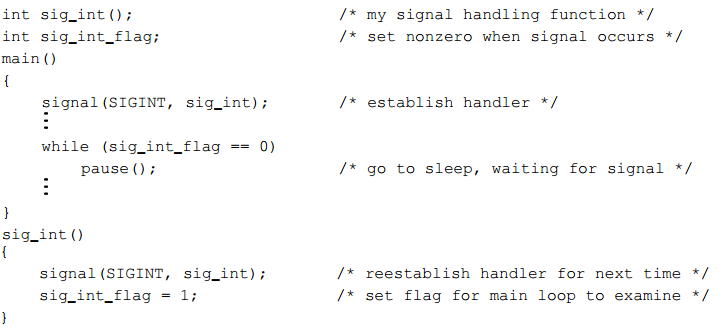 int sig_int(); /* my signal handling function */
int sig_int_flag; /* set nonzero when signal occurs */
main()
{
signal(SIGINT, sig_int); /* establish handler */
⋮
while (sig_int_flag == 0)
pause(); /* go to sleep, waiting for signal */
⋮
}
sig_int()
{
signal(SIGINT, sig_int); /* reestablish handler for next time */
sig_int_flag = 1; /* set flag for main loop to examine */
}